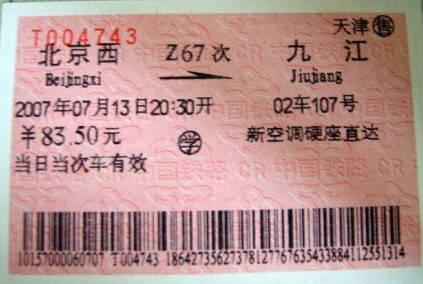 T004743 天津 售
北京西 Z67次 九江
Beijingxi Jiujiang
2007年07月13日20:30开 02车107号
￥83.50元 学 新空调硬座直达
当日当次车有效
10157000060707 T004743 18642735627378127767635433884112551314